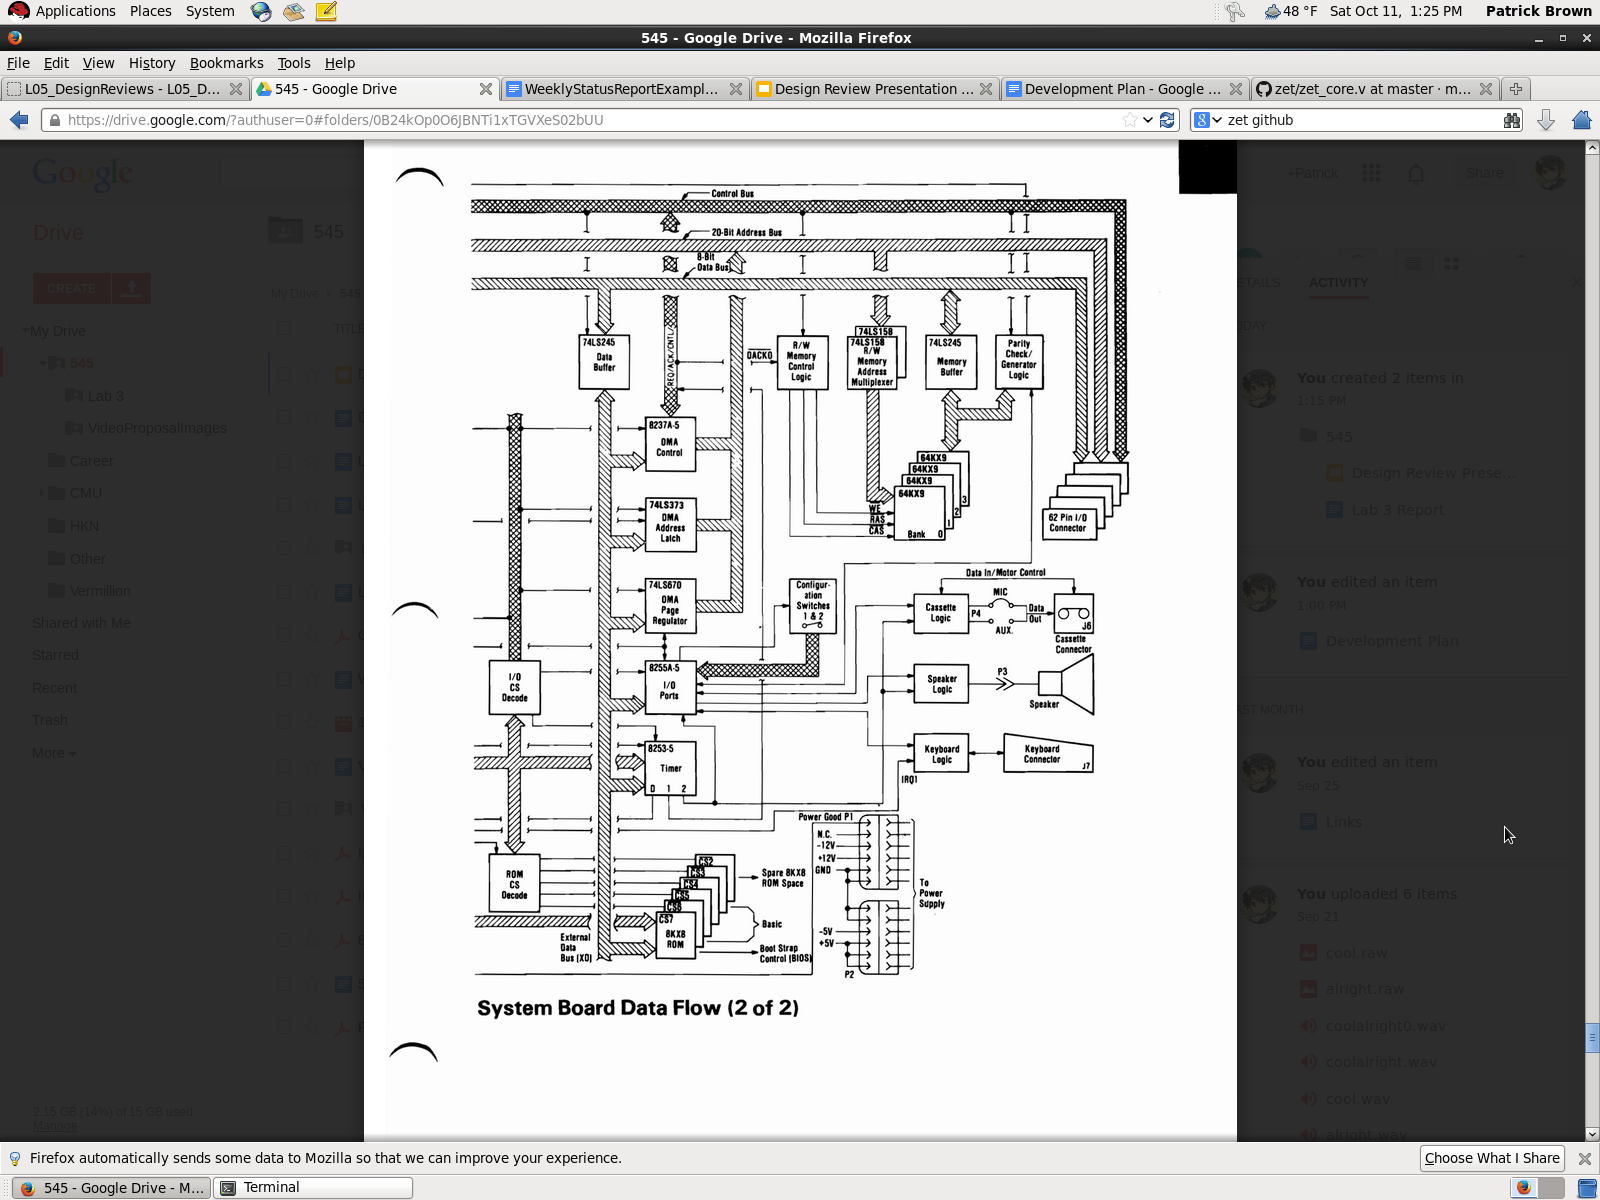 Applications Places System 48 °F Sat Oct 11, 1:25 PM Patrick Brown
545 - Google Drive - Mozilla Firefox
File Edit View History Bookmarks Tools Help
L05_DesignReviews - L05_D... 545 - Google Drive WeeklyStatusReportExampl... Design Review Presentation ... Development Plan - Google ... zet/zet_core.v at master · m...
https://drive.google.com/?authuser=0#folders/0B24kOp0O6JBNTi1xTGVXeS02bUU zet github
Google +Patrick Share
Drive 545
CREATE
My Drive 545
ACTIVITY
My Drive
545
Lab 3
VideoProposalImages
Career
CMU
HKN
Other
Vermillion
Shared with Me
Starred
Recent
Trash
More
2.15 GB (14%) of 15 GB used
Manage
Control Bus
20-Bit Address Bus
8-Bit
Data Bus
74LS245
Data
Buffer
REQ/ACK/CNTL
DACK0
R/W
Memory
Control
Logic
74LS158
74LS158
R/W
Memory
Address
Multiplexer
74LS245
Memory
Buffer
Parity
Check/
Generator
Logic
8237A-5
DMA
Control
64KX9
64KX9
64KX9
64KX9
3
2
1
Bank 0
WE
RAS
CAS
62 Pin I/O
Connector
74LS373
DMA
Address
Latch
74LS670
DMA
Page
Regulator
Configur-
ation
Switches
1 & 2
Data In/Motor Control
Cassette
Logic
P4
MIC
AUX.
Data
Out
J6
Cassette
Connector
I/O
CS
Decode
8255A-5
I/O
Ports
Speaker
Logic
P3
Speaker
8253-5
Timer
0 1 2
Keyboard
Logic
IRQ1
Keyboard
Connector
J7
ROM
CS
Decode
CS2
CS3
CS4
CS5
CS6
CS7
8KX8
ROM
Spare 8KX8
ROM Space
Basic
Boot Strap
Control (BIOS)
External
Data
Bus (XD)
Power Good P1
N.C.
-12V
+12V
GND
-5V
+5V
P2
To
Power
Supply
System Board Data Flow (2 of 2)
You created 2 items in
1:15 PM
545
Design Review Prese...
Lab 3 Report
You edited an item
1:00 PM
Development Plan
AST MONTH
You edited an item
Sep 25
Links
You uploaded 6 items
Sep 21
cool.raw
alright.raw
coolalright0.wav
coolalright.wav
cool.wav
alright.wav
Firefox automatically sends some data to Mozilla so that we can improve your experience. Choose What I Share
545 - Google Drive - M... Terminal